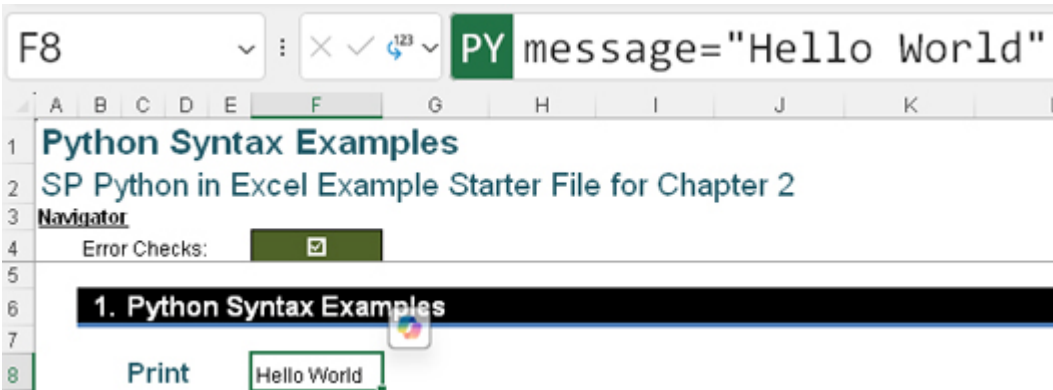 F8 PY message="Hello World"
A B C D E F G H I J K
1 Python Syntax Examples
2 SP Python in Excel Example Starter File for Chapter 2
3 Navigator
4 Error Checks: ☑
5
6 1. Python Syntax Examples
7
8 Print Hello World